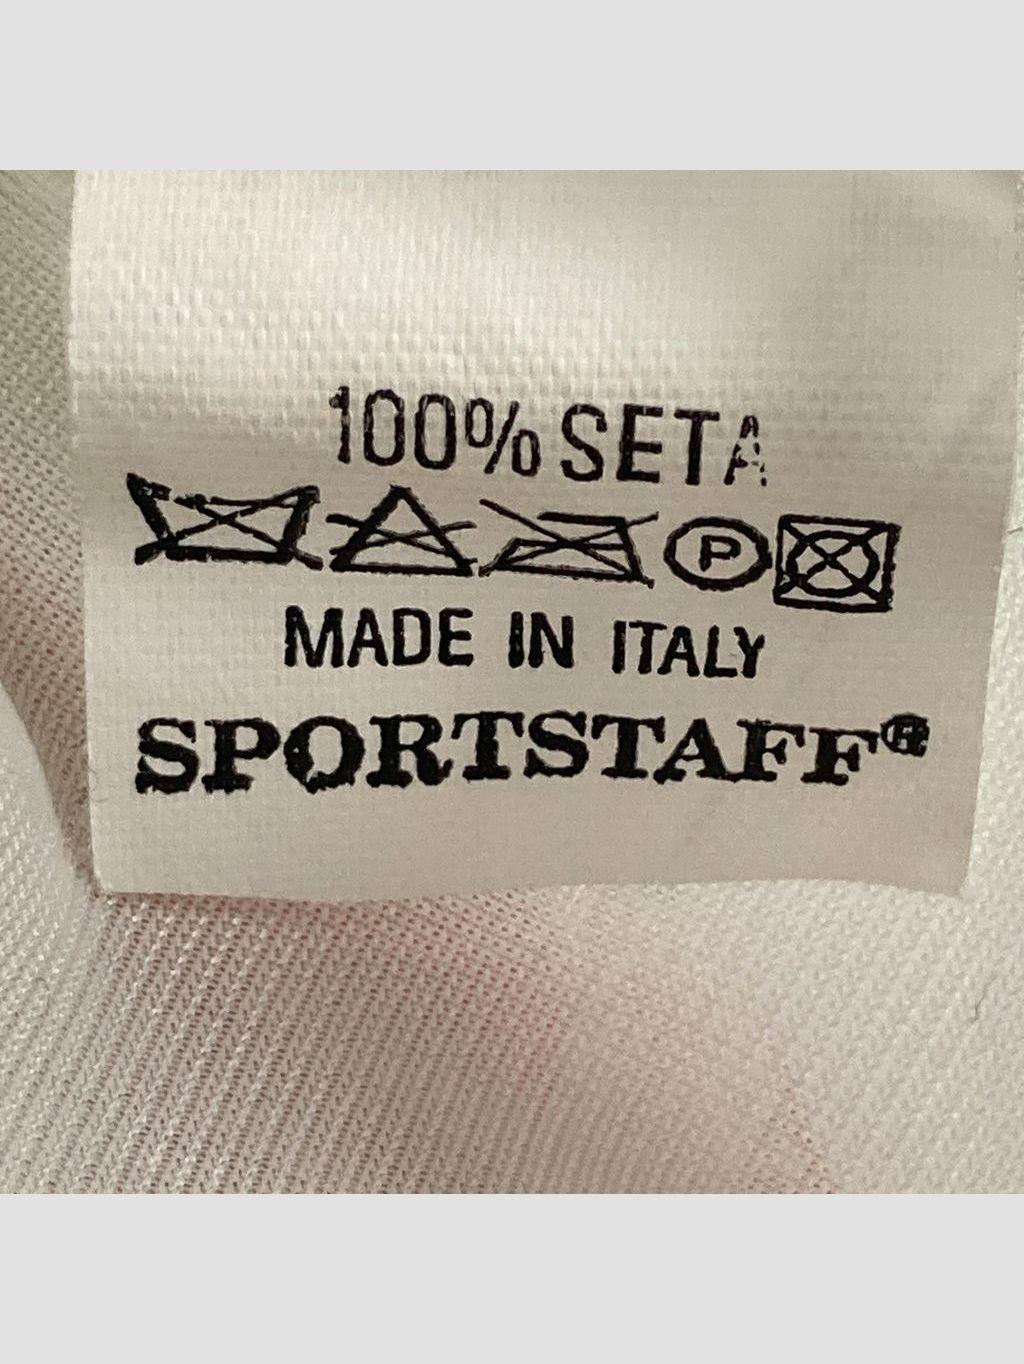 100% SETA
P
MADE IN ITALY
SPORTSTAFF®